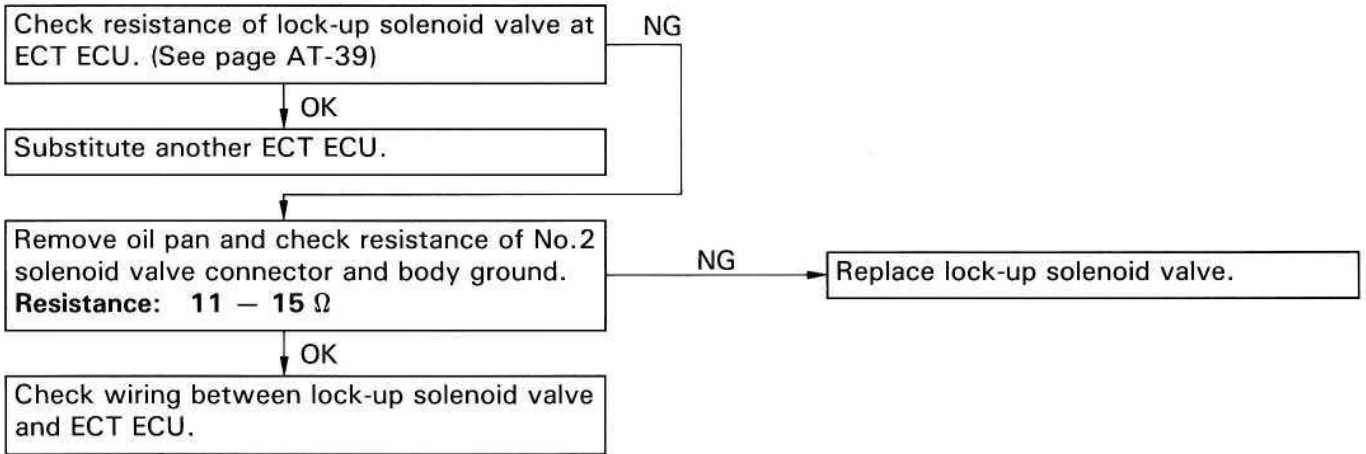 Check resistance of lock-up solenoid valve at
ECT ECU. (See page AT-39)
NG
OK
Substitute another ECT ECU.
Remove oil pan and check resistance of No.2
solenoid valve connector and body ground.
Resistance: 11 — 15 Ω
NG
Replace lock-up solenoid valve.
OK
Check wiring between lock-up solenoid valve
and ECT ECU.